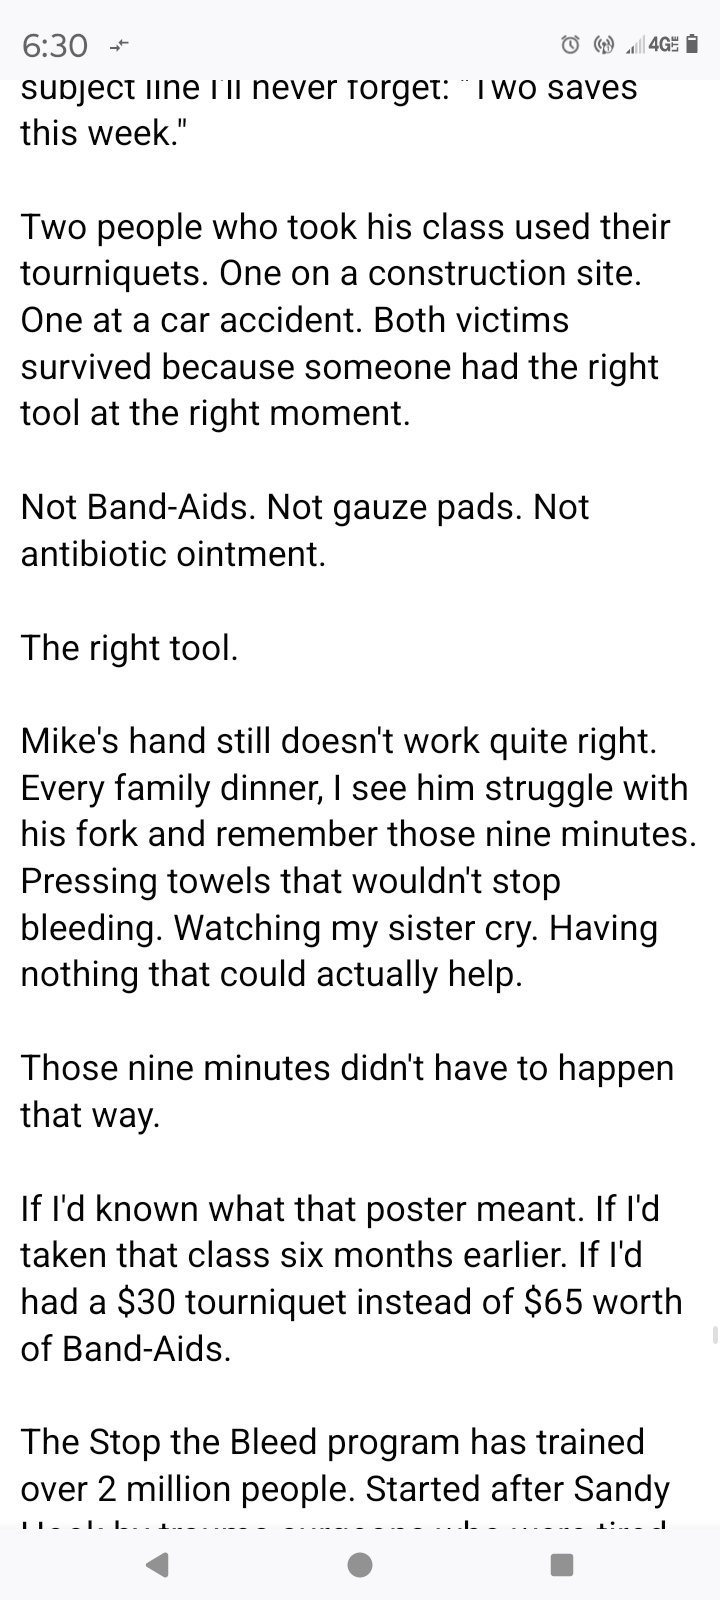 6:30
4G
subject line I'll never forget: "Two saves
this week."
Two people who took his class used their
tourniquets. One on a construction site.
One at a car accident. Both victims
survived because someone had the right
tool at the right moment.
Not Band-Aids. Not gauze pads. Not
antibiotic ointment.
The right tool.
Mike's hand still doesn't work quite right.
Every family dinner, I see him struggle with
his fork and remember those nine minutes.
Pressing towels that wouldn't stop
bleeding. Watching my sister cry. Having
nothing that could actually help.
Those nine minutes didn't have to happen
that way.
If I'd known what that poster meant. If I'd
taken that class six months earlier. If I'd
had a $30 tourniquet instead of $65 worth
of Band-Aids.
The Stop the Bleed program has trained
over 2 million people. Started after Sandy
Hook by trauma surgeons who were tired